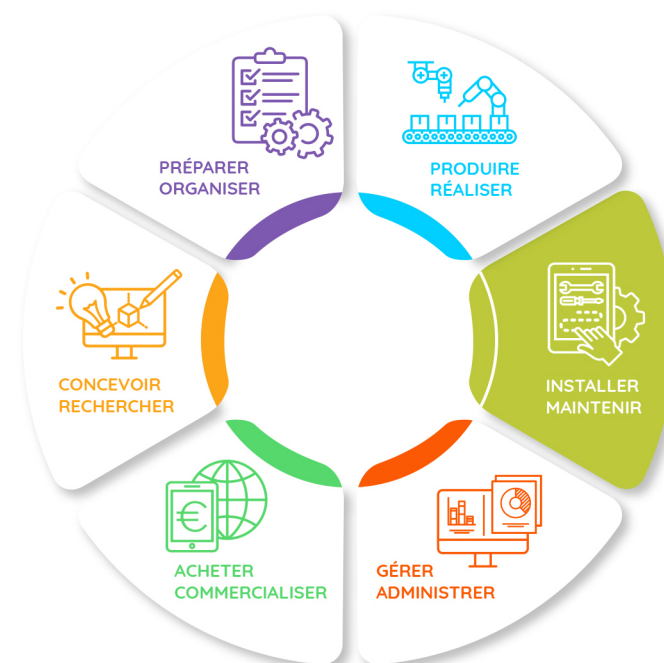 PRÉPARER
ORGANISER
PRODUIRE
RÉALISER
CONCEVOIR
RECHERCHER
INSTALLER
MAINTENIR
€
ACHETER
COMMERCIALISER
GÉRER
ADMINISTRER